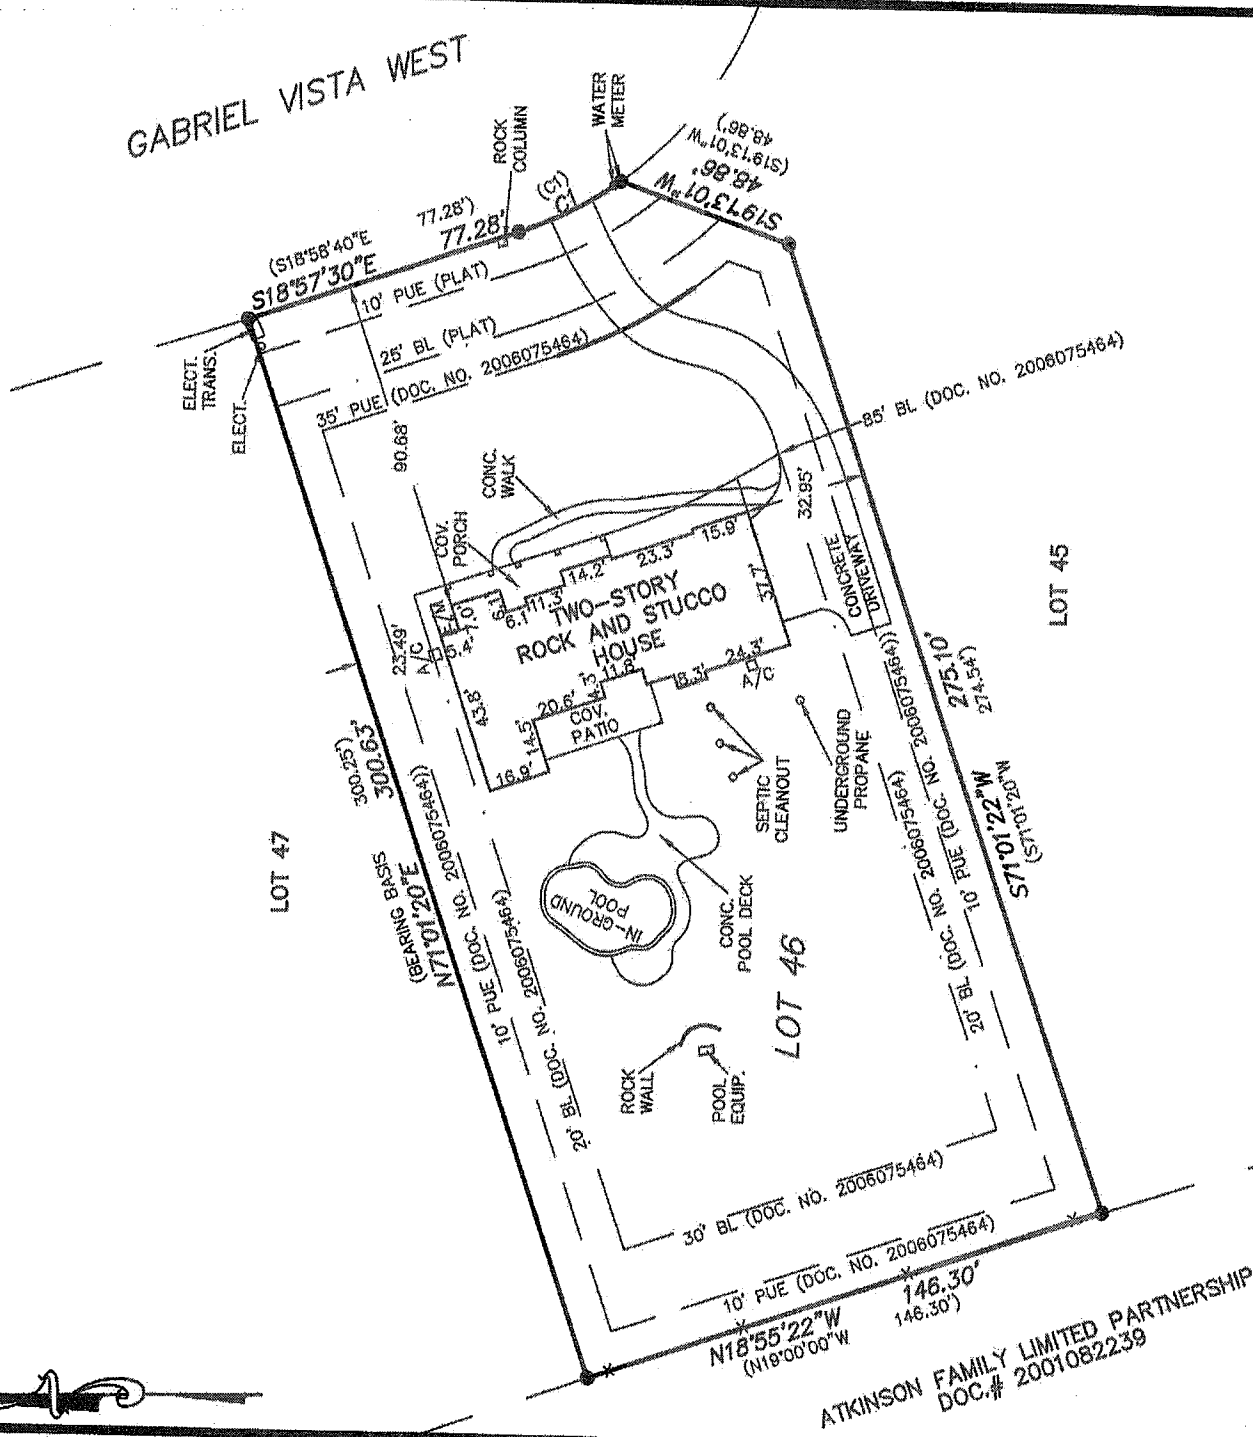 GABRIEL VISTA WEST
WATER
METER
ROCK
COLUMN
(C1)
C1
(S19°13'01"W
48.86')
S19°13'01"W
48.86'
(S18°58'40"E
77.28')
S18°57'30"E
77.28'
10' PUE (PLAT)
25' BL (PLAT)
35' PUE (DOC. NO. 2006075464)
ELECT.
TRANS.
ELECT.
85' BL (DOC. NO. 2006075464)
90.68'
CONC.
WALK
COV.
PORCH
32.95'
CONCRETE
DRIVEWAY
LOT 45
23.49'
A/C
E/M
5.4'
7.0'
6.1'
6.1'
11.3'
14.2'
23.3'
15.9'
37.7'
TWO-STORY
ROCK AND STUCCO
HOUSE
43.8'
16.9'
14.5'
20.6'
4.3'
11.8'
8.3'
24.3'
A/C
COV.
PATIO
300.25')
300.63'
(BEARING BASIS
N71°01'20"E
LOT 47
10' PUE (DOC. NO. 2006075464))
20' BL (DOC. NO. 2006075464)
SEPTIC
CLEANOUT
UNDERGROUND
PROPANE
275.10'
274.54')
S71°01'22"W
(S71°01'20"W
10' PUE (DOC. NO. 2006075464))
20' BL (DOC. NO. 2006075464)
IN-GROUND
POOL
CONC.
POOL DECK
LOT 46
ROCK
WALL
POOL
EQUIP.
30' BL (DOC. NO. 2006075464)
10' PUE (DOC. NO. 2006075464)
N18°55'22"W
146.30'
(N19°00'00"W
146.30')
ATKINSON FAMILY LIMITED PARTNERSHIP
DOC.# 2001082239